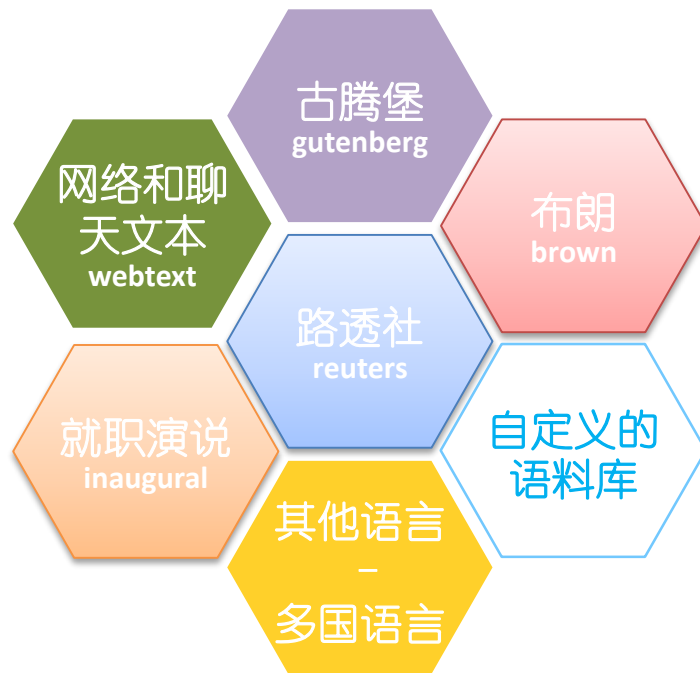 古腾堡
gutenberg
网络和聊
天文本
webtext
布朗
brown
路透社
reuters
就职演说
inaugural
自定义的
语料库
其他语言
–
多国语言